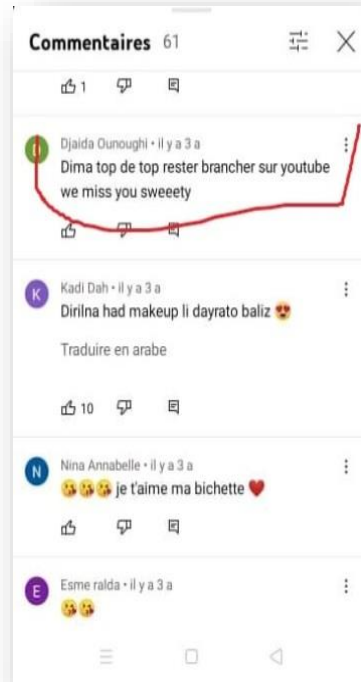 Commentaires 61
1
D
Djaida Ounoughi • il y a 3 a
Dima top de top rester brancher sur youtube
we miss you sweeety
K
Kadi Dah • il y a 3 a
Dirilna had makeup li dayrato baliz 😍
Traduire en arabe
10
N
Nina Annabelle • il y a 3 a
😘😘😘 je t'aime ma bichette ❤️
E
Esme ralda • il y a 3 a
😘😘